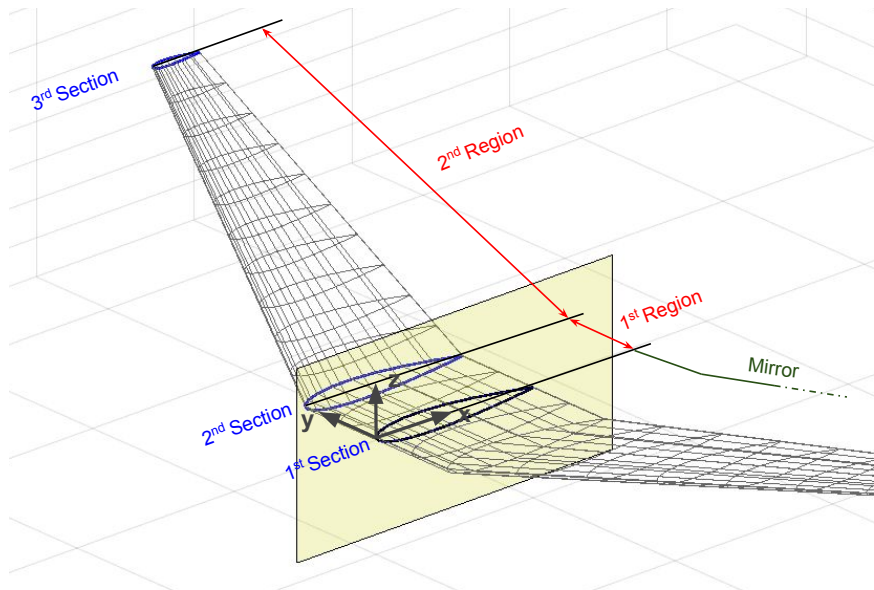 3rd Section
2nd Region
1st Region
Mirror
z
2nd Section
y
x
1st Section